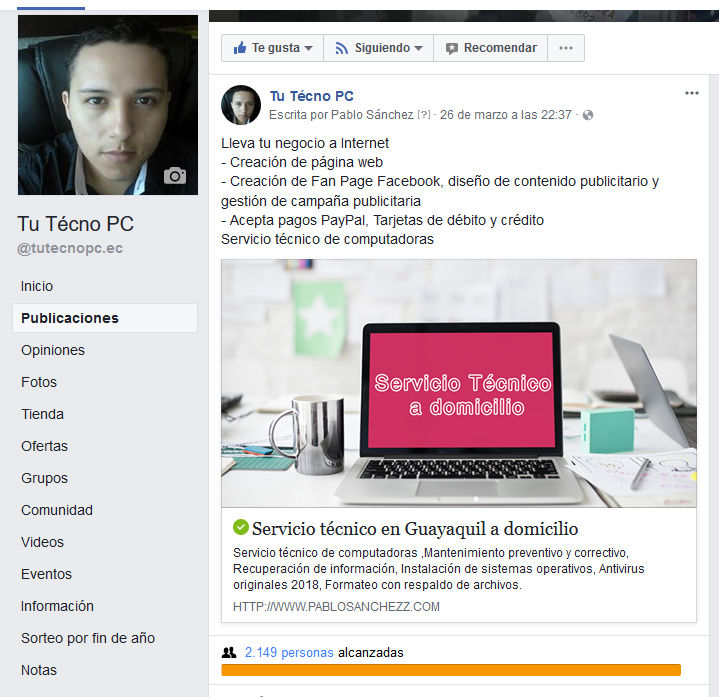 Te gusta
Siguiendo
Recomendar
Tu Técno PC
Escrita por Pablo Sánchez [?] · 26 de marzo a las 22:37 ·
Lleva tu negocio a Internet
- Creación de página web
- Creación de Fan Page Facebook, diseño de contenido publicitario y
gestión de campaña publicitaria
- Acepta pagos PayPal, Tarjetas de débito y crédito
Servicio técnico de computadoras
Servicio Técnico
a domicilio
Servicio técnico en Guayaquil a domicilio
Servicio técnico de computadoras ,Mantenimiento preventivo y correctivo,
Recuperación de información, Instalación de sistemas operativos, Antivirus
originales 2018, Formateo con respaldo de archivos.
HTTP://WWW.PABLOSANCHEZZ.COM
2.149 personas alcanzadas
Tu Técno PC
@tutecnopc.ec
Inicio
Publicaciones
Opiniones
Fotos
Tienda
Ofertas
Grupos
Comunidad
Videos
Eventos
Información
Sorteo por fin de año
Notas